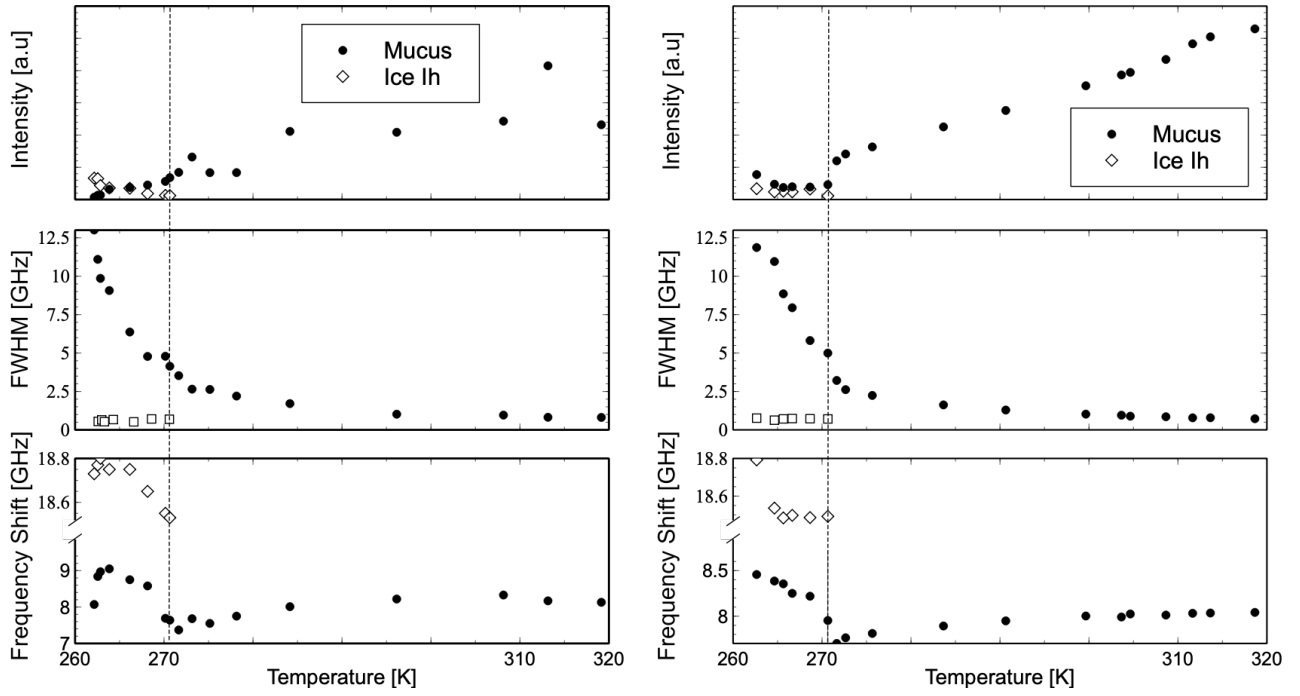 Intensity [a.u]
Mucus
Ice Ih
FWHM [GHz]
12.5
10
7.5
5
2.5
0
Frequency Shift [GHz]
18.8
18.6
9
8
7
260
270
310
320
Temperature [K]
Intensity [a.u]
Mucus
Ice Ih
FWHM [GHz]
12.5
10
7.5
5
2.5
0
Frequency Shift [GHz]
18.8
18.6
8.5
8
260
270
310
320
Temperature [K]